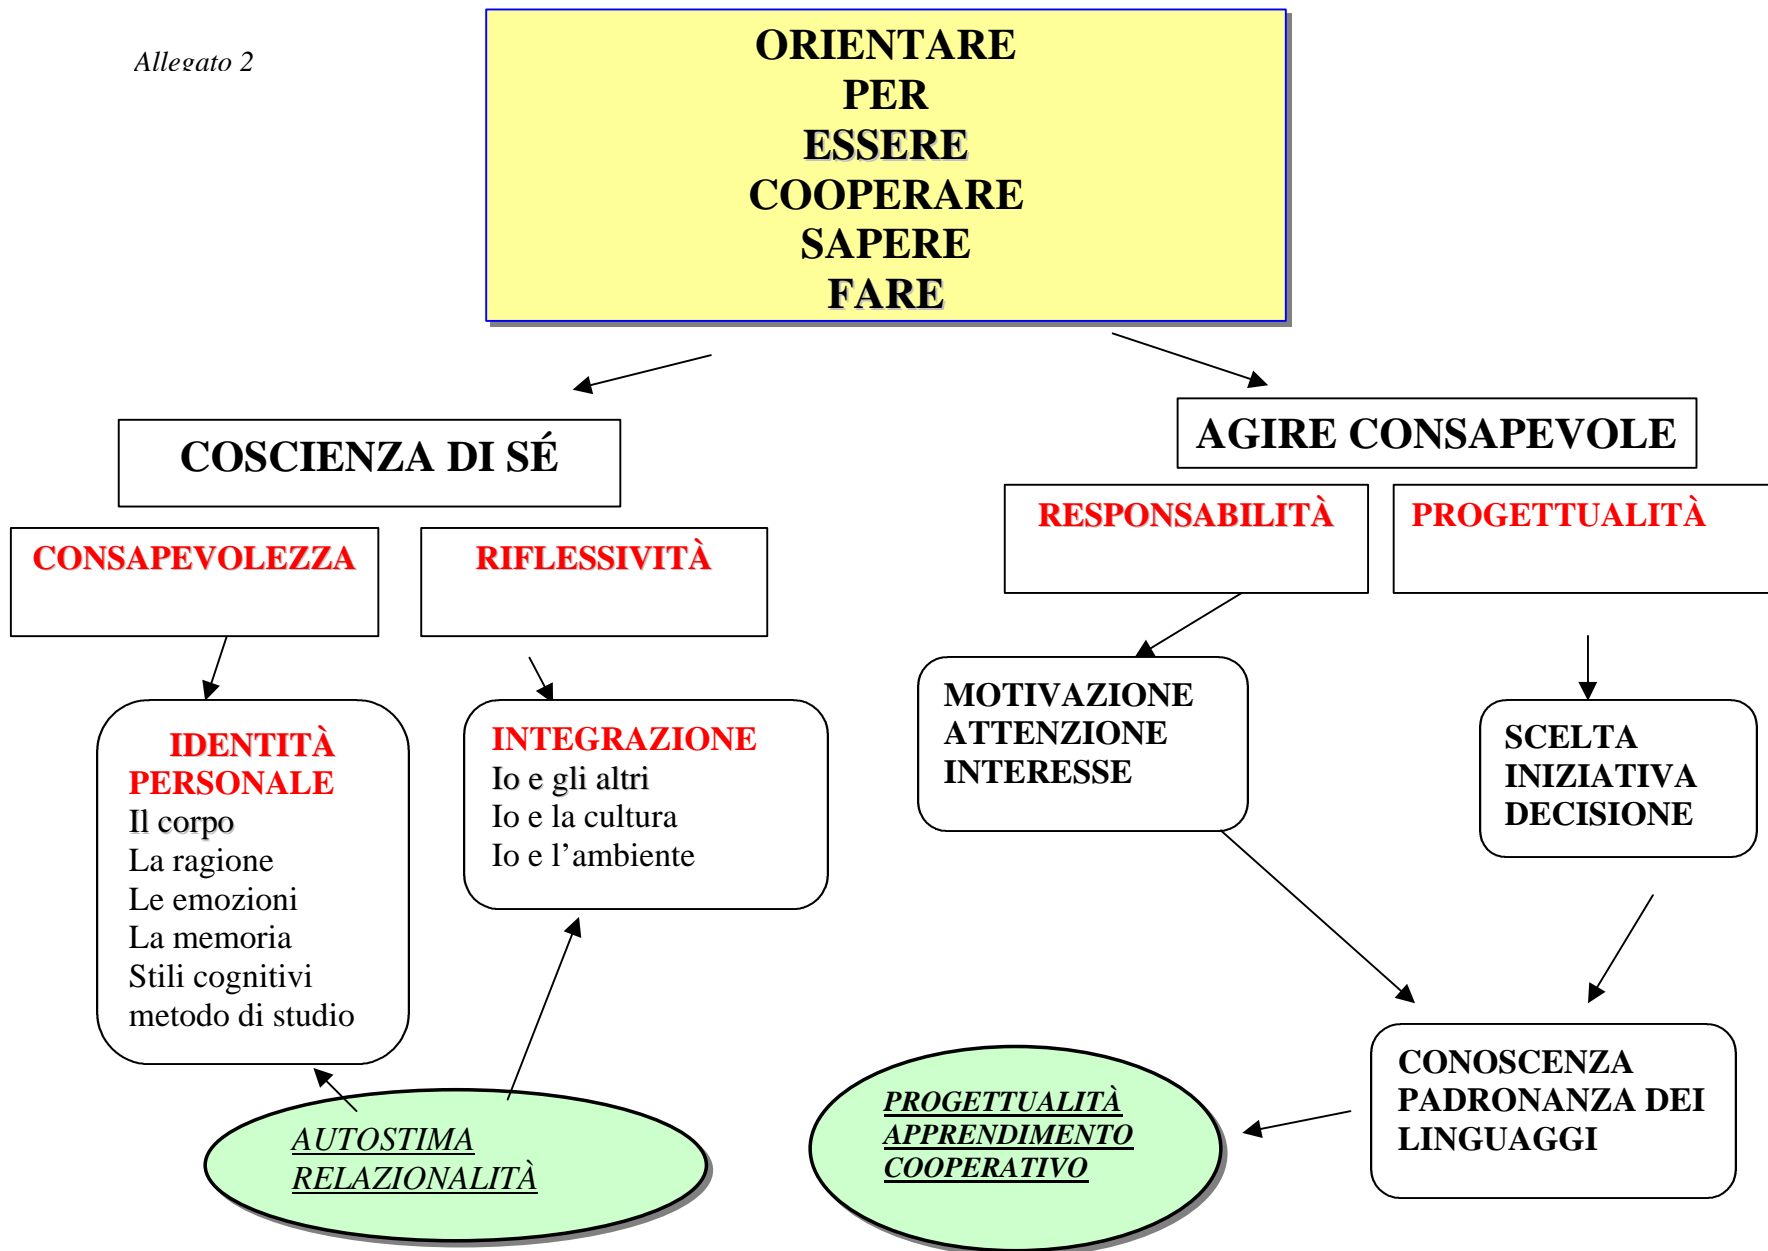 Allegato 2
ORIENTARE
PER
ESSERE
COOPERARE
SAPERE
FARE
COSCIENZA DI SÉ
AGIRE CONSAPEVOLE
CONSAPEVOLEZZA
RIFLESSIVITÀ
RESPONSABILITÀ
PROGETTUALITÀ
IDENTITÀ
PERSONALE
Il corpo
La ragione
Le emozioni
La memoria
Stili cognitivi
metodo di studio
INTEGRAZIONE
Io e gli altri
Io e la cultura
Io e l’ambiente
MOTIVAZIONE
ATTENZIONE
INTERESSE
SCELTA
INIZIATIVA
DECISIONE
AUTOSTIMA
RELAZIONALITÀ
PROGETTUALITÀ
APPRENDIMENTO
COOPERATIVO
CONOSCENZA
PADRONANZA DEI
LINGUAGGI